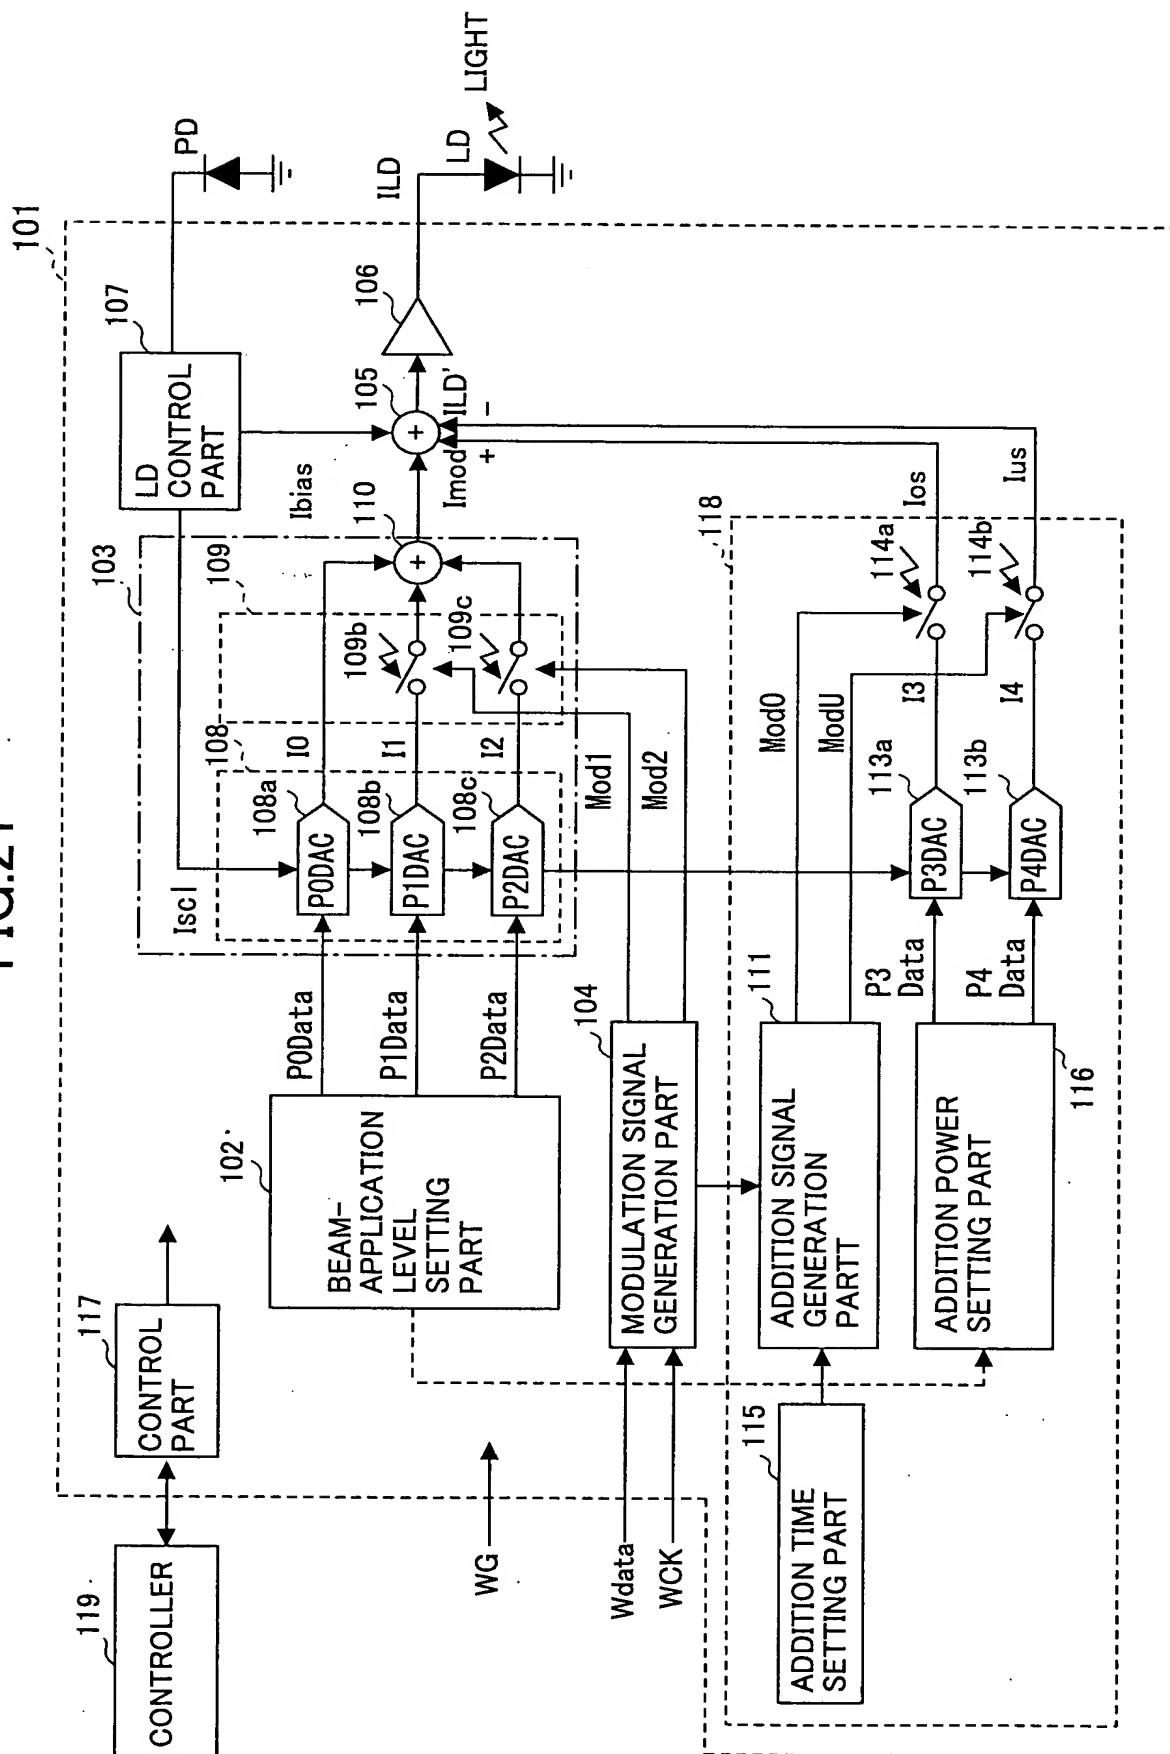 101
107
LD
CONTROL
PART
PD
ILD
LD
LIGHT
106
105
ILD'
Imod
+
-
Ibias
110
+
+
103
109
109b
109c
Iscl
108
108a
108b
108c
P0DAC
P1DAC
P2DAC
I0
I1
I2
Mod1
Mod2
P0Data
P1Data
P2Data
102
BEAM-
APPLICATION
LEVEL
SETTING
PART
104
MODULATION SIGNAL
GENERATION PART
117
CONTROL
PART
119
CONTROLLER
WG
Wdata
WCK
118
Ios
Ius
114a
114b
ModO
ModU
I3
I4
113a
113b
P3DAC
P4DAC
P3
Data
P4
Data
111
ADDITION SIGNAL
GENERATION
PARTT
116
ADDITION POWER
SETTING PART
115
ADDITION TIME
SETTING PART